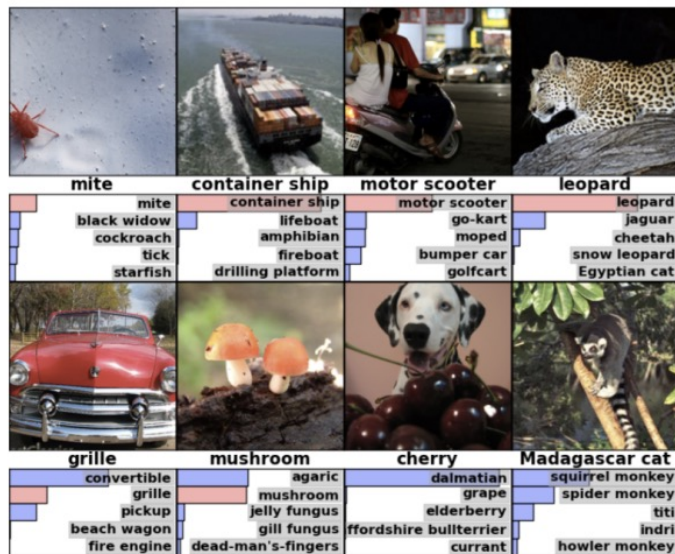 mite
container ship
motor scooter
leopard
mite
black widow
cockroach
tick
starfish
container ship
lifeboat
amphibian
fireboat
drilling platform
motor scooter
go-kart
moped
bumper car
golfcart
leopard
jaguar
cheetah
snow leopard
Egyptian cat
grille
mushroom
cherry
Madagascar cat
convertible
grille
pickup
beach wagon
fire engine
agaric
mushroom
jelly fungus
gill fungus
dead-man's-fingers
dalmatian
grape
elderberry
ffordshire bullterrier
currant
squirrel monkey
spider monkey
titi
indri
howler monkey